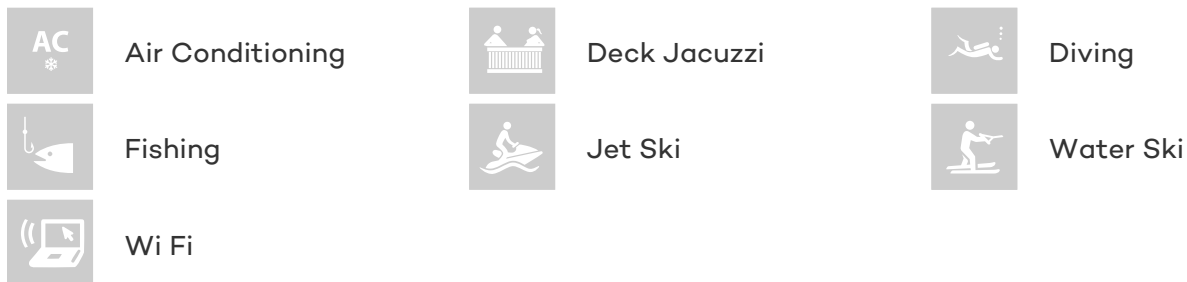 AC
Air Conditioning
Deck Jacuzzi
Diving
Fishing
Jet Ski
Water Ski
Wi Fi